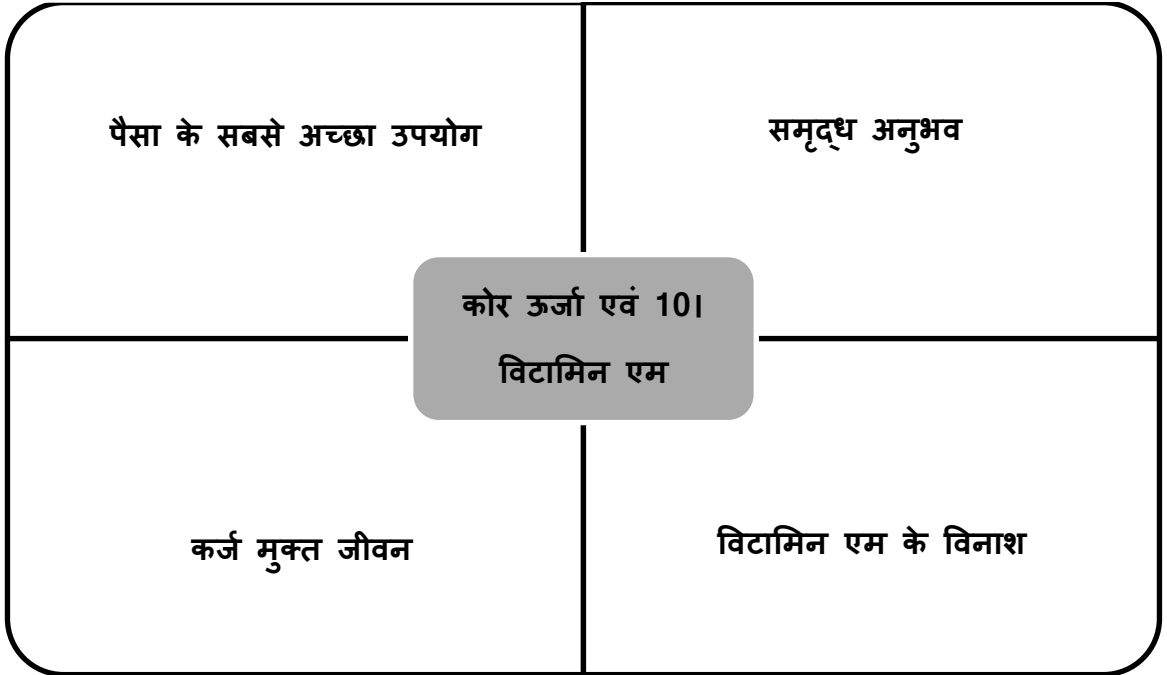 पैसा के सबसे अच्छा उपयोग
समृद्ध अनुभव
कोर ऊर्जा एवं 10।
विटामिन एम
कर्ज मुक्त जीवन
विटामिन एम के विनाश